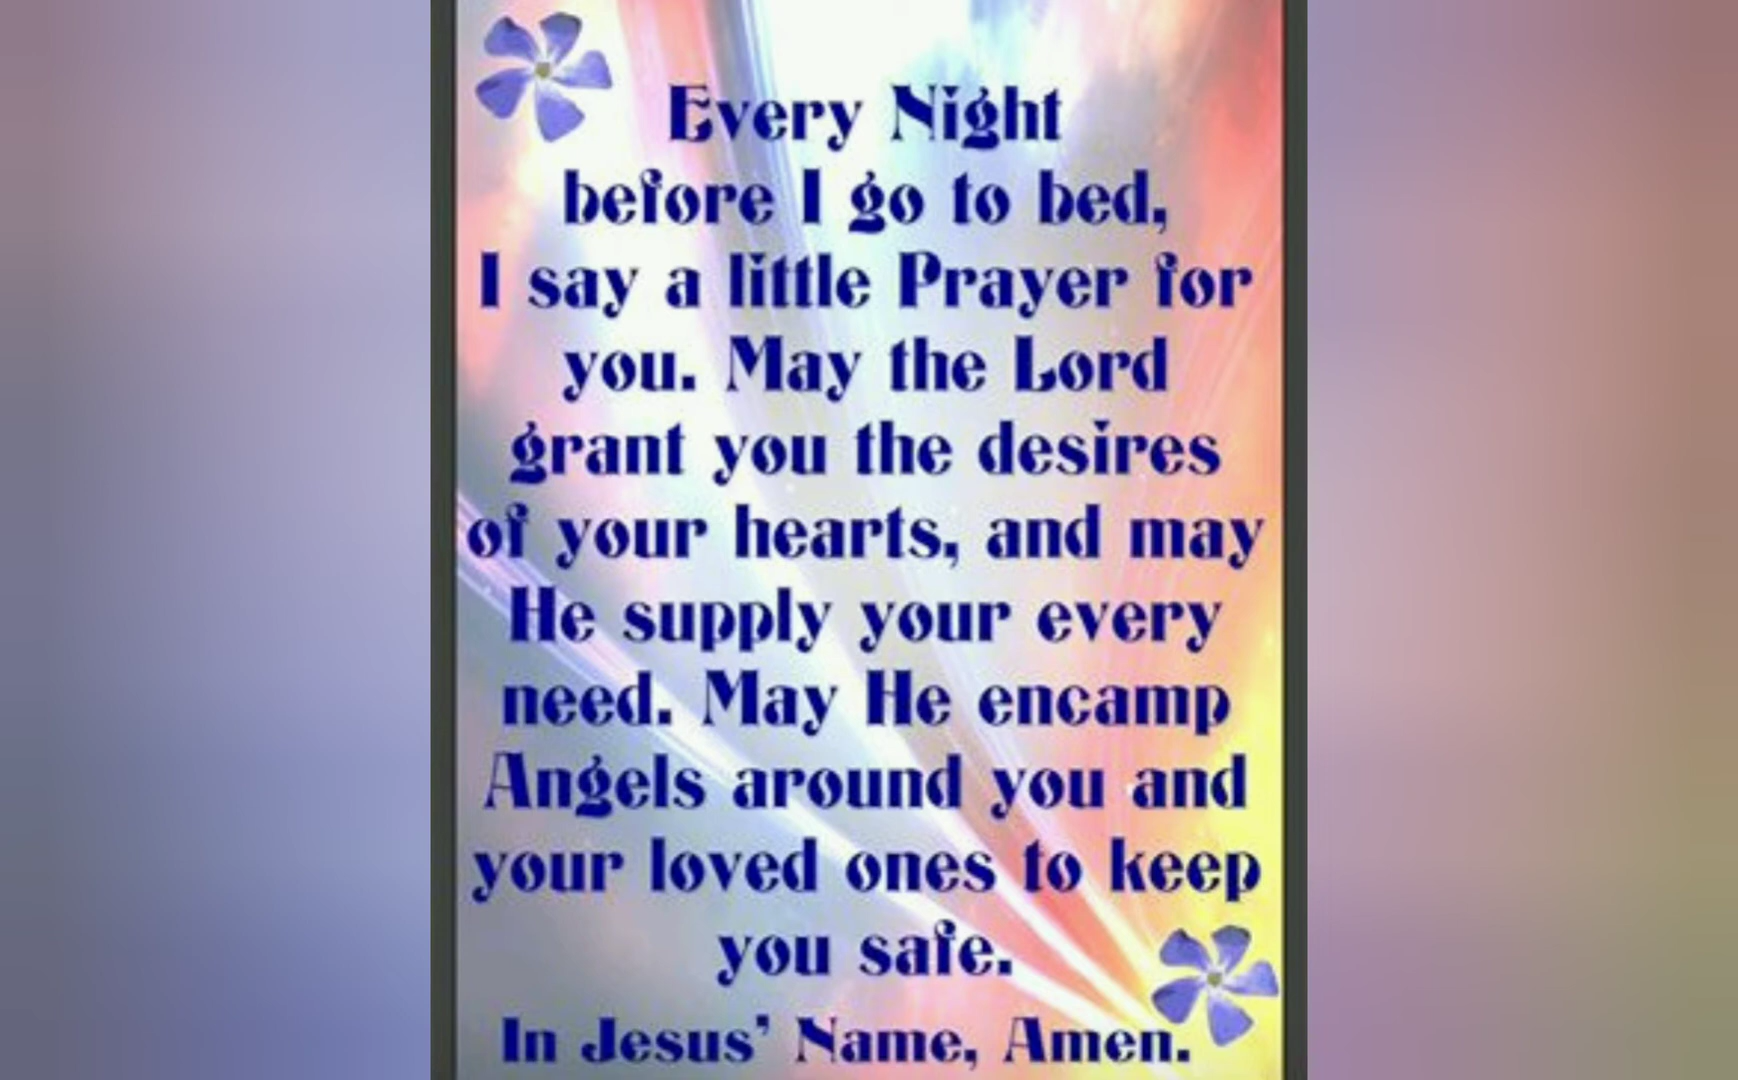 Every Night
before I go to bed,
I say a little Prayer for
you. May the Lord
grant you the desires
of your hearts, and may
He supply your every
need. May He encamp
Angels around you and
your loved ones to keep
you safe.
In Jesus' Name, Amen.